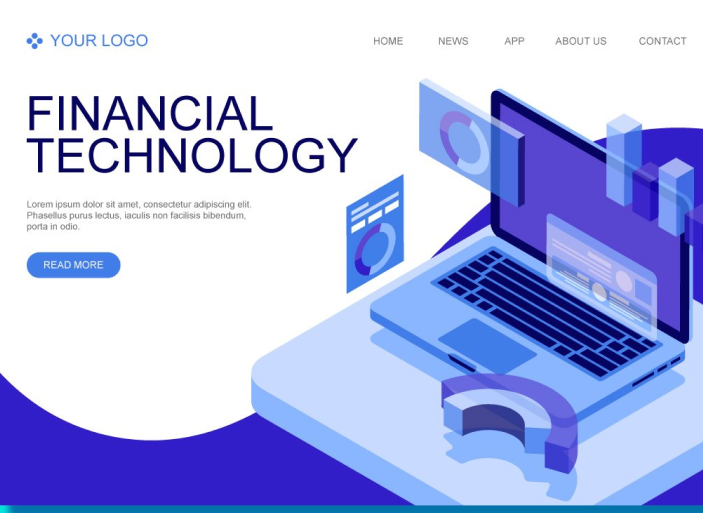 YOUR LOGO
HOME NEWS APP ABOUT US CONTACT
FINANCIAL
TECHNOLOGY
Lorem ipsum dolor sit amet, consectetur adipiscing elit.
Phasellus purus lectus, iaculis non facilisis bibendum,
porta in odio.
READ MORE